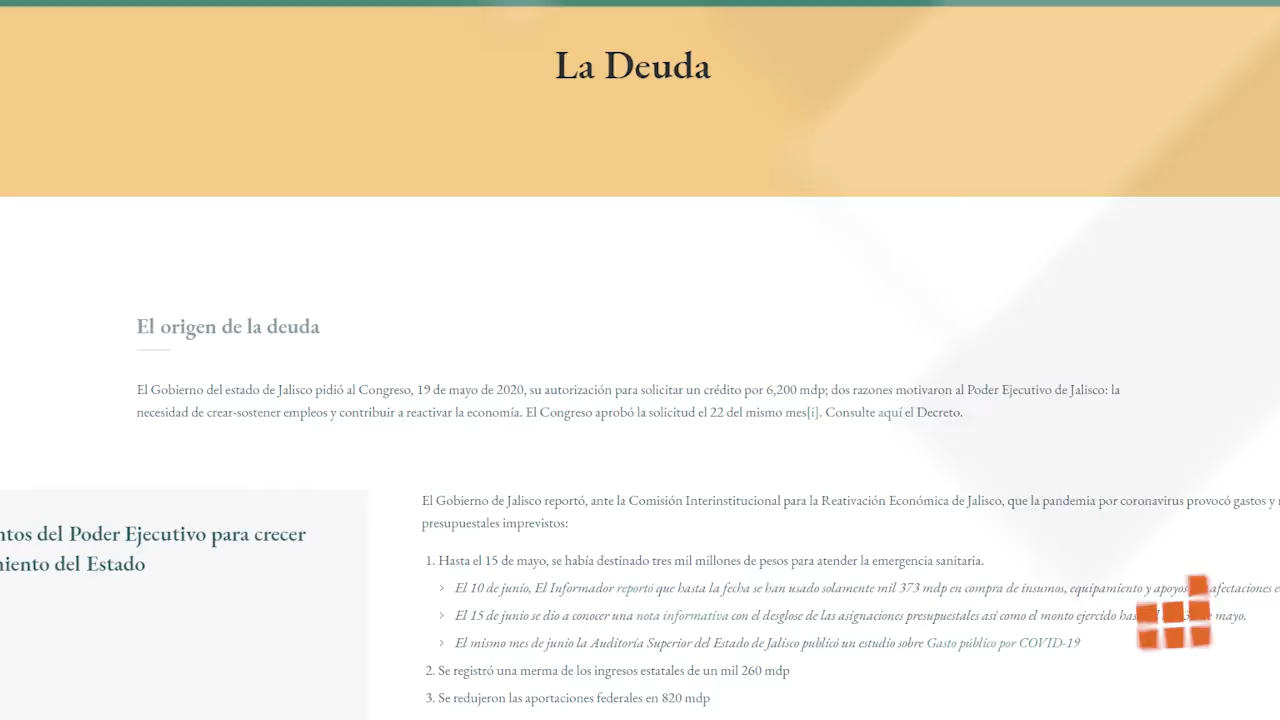 La Deuda
El origen de la deuda
El Gobierno del estado de Jalisco pidió al Congreso, 19 de mayo de 2020, su autorización para solicitar un crédito por 6,200 mdp; dos razones motivaron al Poder Ejecutivo de Jalisco: la
necesidad de crear-sostener empleos y contribuir a reactivar la economía. El Congreso aprobó la solicitud el 22 del mismo mes[i]. Consulte aquí el Decreto.
del Poder Ejecutivo para crecer
del Estado
El Gobierno de Jalisco reportó, ante la Comisión Interinstitucional para la Reativación Económica de Jalisco, que la pandemia por coronavirus provocó gastos y
presupuestales imprevistos:
1. Hasta el 15 de mayo, se había destinado tres mil millones de pesos para atender la emergencia sanitaria.
› El 10 de junio, El Informador reportó que hasta la fecha se han usado solamente mil 373 mdp en compra de insumos, equipamiento y apoyos afectaciones
› El 15 de junio se dio a conocer una nota informativa con el desglose de las asignaciones presupuestales así como el monto ejercido mayo.
› El mismo mes de junio la Auditoría Superior del Estado de Jalisco publicó un estudio sobre Gasto público por COVID-19
2. Se registró una merma de los ingresos estatales de un mil 260 mdp
3. Se redujeron las aportaciones federales en 820 mdp